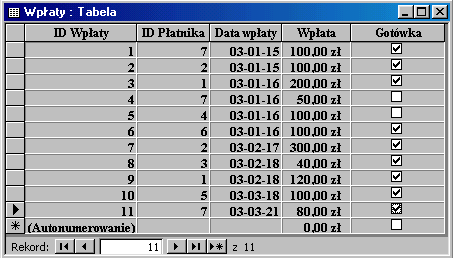 Wpłaty : Tabela
ID Wpłaty ID Płatnika Data wpłaty Wpłata Gotówka
1 7 03-01-15 100,00 zł
2 2 03-01-15 100,00 zł
3 1 03-01-16 200,00 zł
4 7 03-01-16 50,00 zł
5 4 03-01-16 100,00 zł
6 6 03-01-16 100,00 zł
7 2 03-02-17 300,00 zł
8 3 03-02-18 40,00 zł
9 1 03-02-18 120,00 zł
10 5 03-03-18 100,00 zł
11 7 03-03-21 80,00 zł
(Autonumerowanie) 0,00 zł
Rekord: 11 z 11